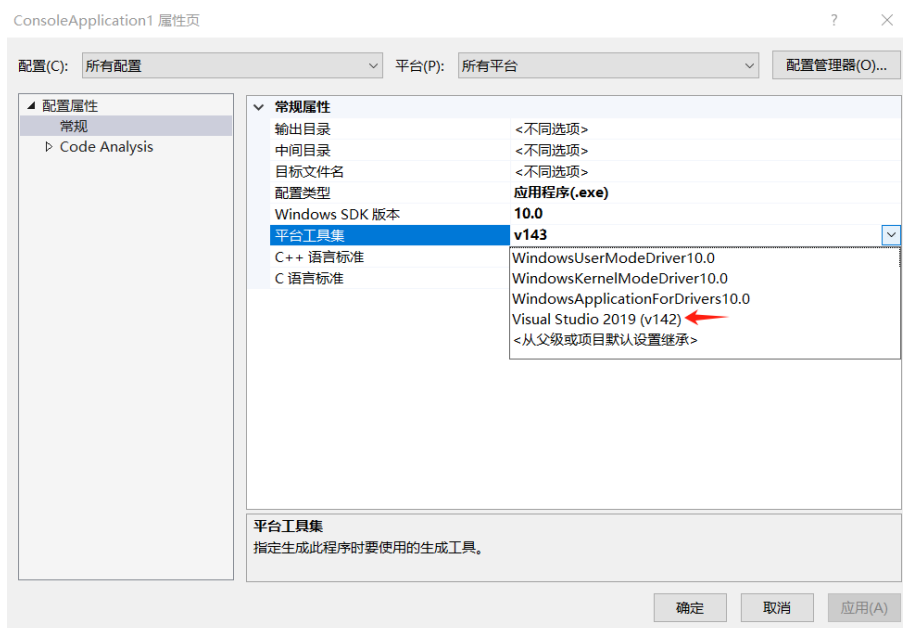 ConsoleApplication1 属性页
配置(C): 所有配置 平台(P): 所有平台 配置管理器(O)...
配置属性
常规
Code Analysis
常规属性
输出目录 <不同选项>
中间目录 <不同选项>
目标文件名 <不同选项>
配置类型 应用程序(.exe)
Windows SDK 版本 10.0
平台工具集 v143
C++ 语言标准
C 语言标准
WindowsUserModeDriver10.0
WindowsKernelModeDriver10.0
WindowsApplicationForDrivers10.0
Visual Studio 2019 (v142)
<从父级或项目默认设置继承>
平台工具集
指定生成此程序时要使用的生成工具。
确定 取消 应用(A)